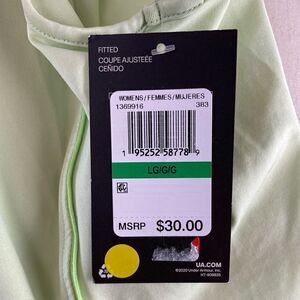 FITTED
COUPE AJUSTÉE
CEÑIDO
WOMENS/FEMMES/MUJERES
1369916 383
1 95252 58778 9
LG/G/G
MSRP $30.00
UA.COM
©2020 Under Armour, Inc.